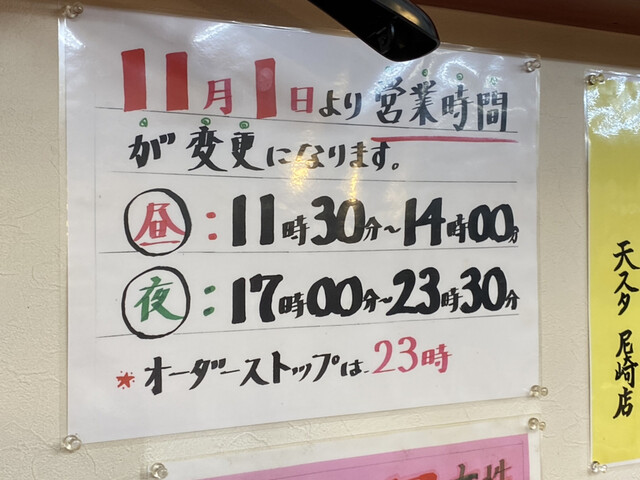 11月1日より営業時間
が変更になります。
昼：11時30分〜14時00分
夜：17時00分〜23時30分
★オーダーストップは 23時
天スタ 尼崎店
女性